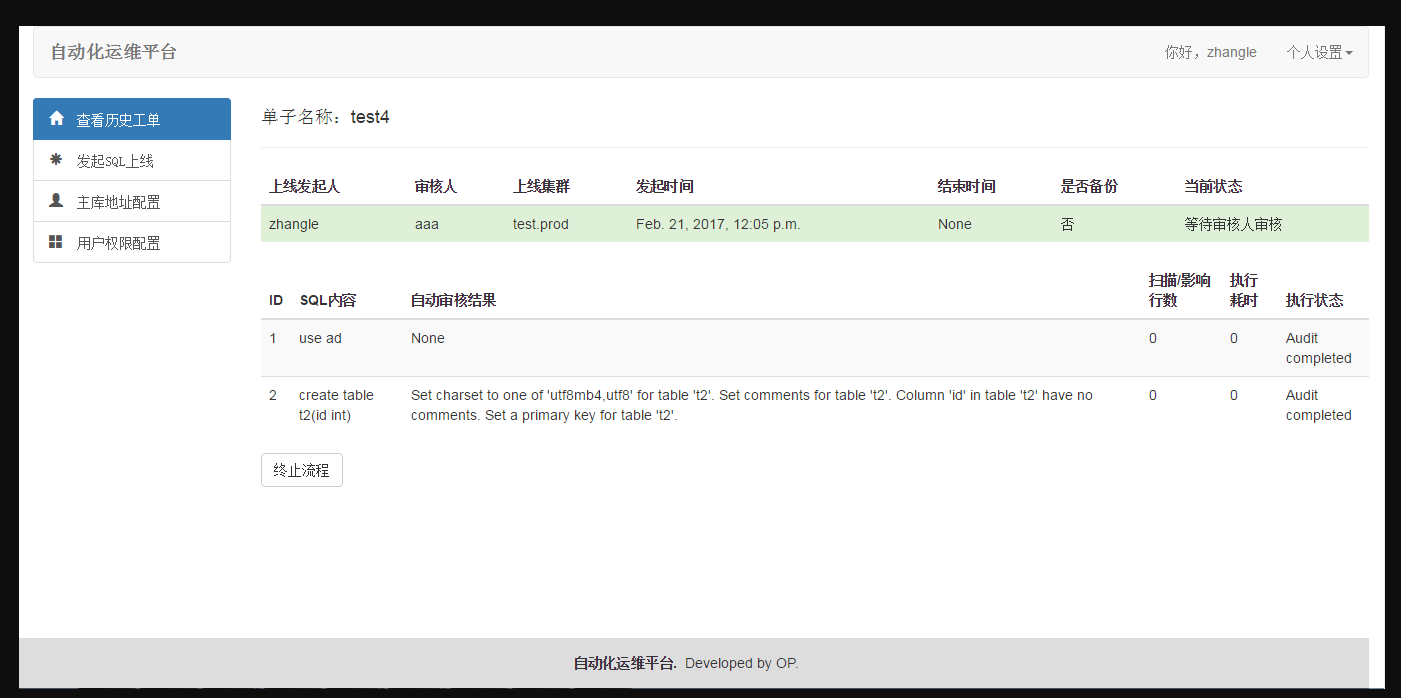 自动化运维平台
你好，zhangle 个人设置
查看历史工单
发起SQL上线
主库地址配置
用户权限配置
单子名称：test4
上线发起人 审核人 上线集群 发起时间 结束时间 是否备份 当前状态
zhangle aaa test.prod Feb. 21, 2017, 12:05 p.m. None 否 等待审核人审核
ID SQL内容 自动审核结果 扫描/影响行数 执行耗时 执行状态
1 use ad None 0 0 Audit completed
2 create table t2(id int) Set charset to one of 'utf8mb4,utf8' for table 't2'. Set comments for table 't2'. Column 'id' in table 't2' have no comments. Set a primary key for table 't2'. 0 0 Audit completed
终止流程
自动化运维平台. Developed by OP.